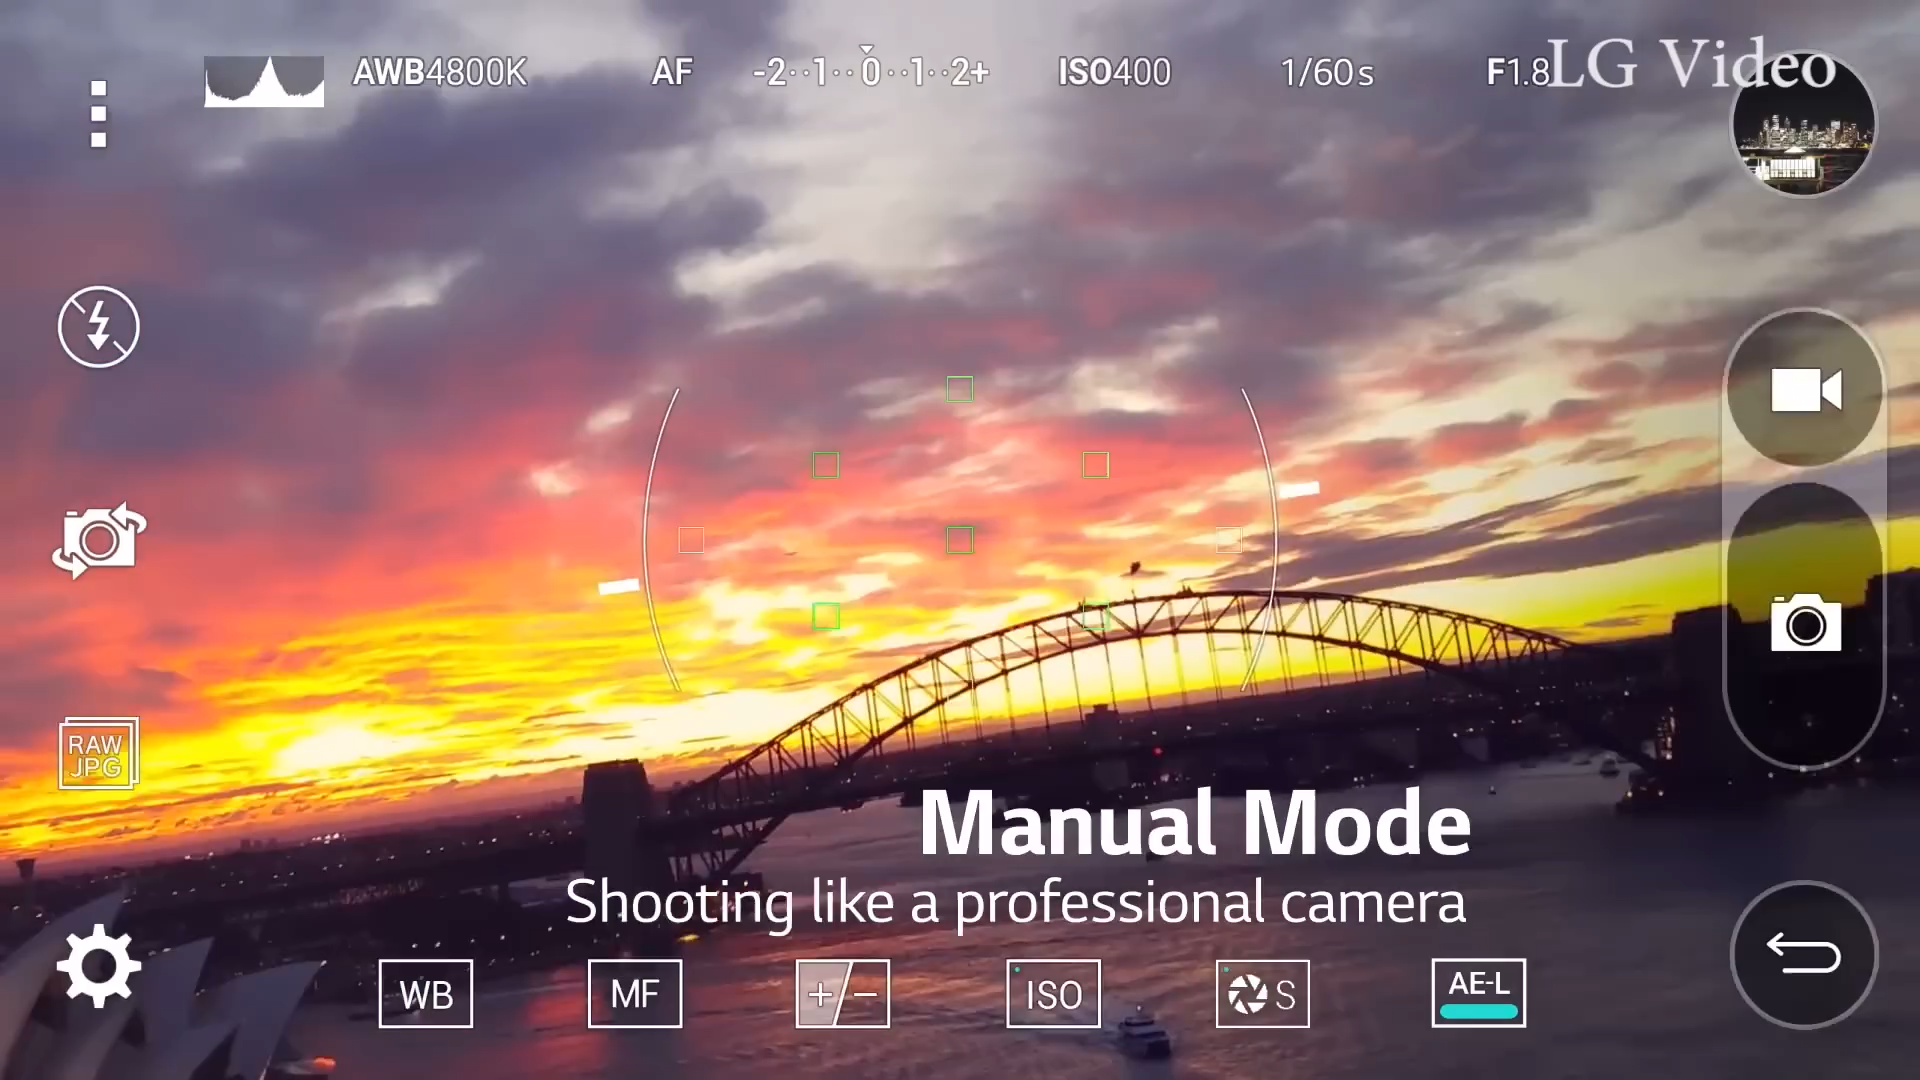 AWB4800K AF -2··1··0··1··2+ ISO400 1/60s F1.8
LG Video
RAW
JPG
Manual Mode
Shooting like a professional camera
WB MF +/− ISO S AE-L